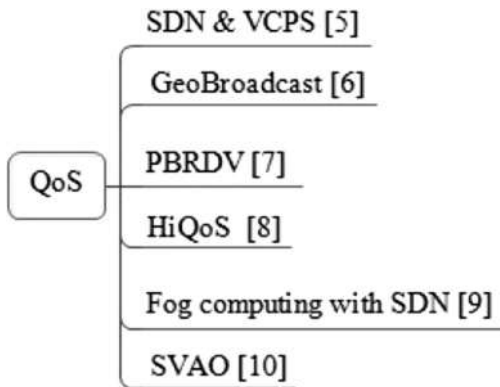 SDN & VCPS [5]
GeoBroadcast [6]
PBRDV [7]
QoS
HiQoS [8]
Fog computing with SDN [9]
SVAO [10]